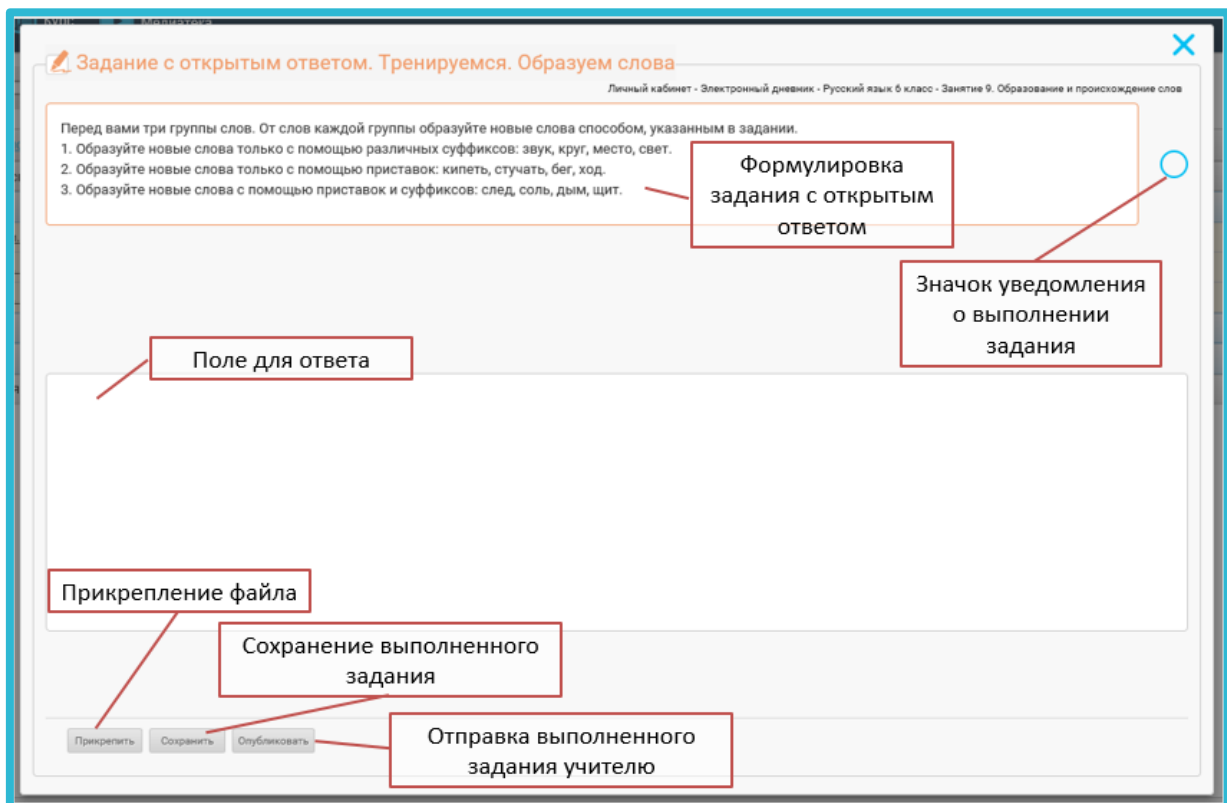 Курс Медиатека
Задание с открытым ответом. Тренируемся. Образуем слова
Личный кабинет - Электронный дневник - Русский язык 6 класс - Занятие 9. Образование и происхождение слов
Перед вами три группы слов. От слов каждой группы образуйте новые слова способом, указанным в задании.
1. Образуйте новые слова только с помощью различных суффиксов: звук, круг, место, свет.
2. Образуйте новые слова только с помощью приставок: кипеть, стучать, бег, ход.
3. Образуйте новые слова с помощью приставок и суффиксов: след, соль, дым, щит.
Формулировка
задания с открытым
ответом
Значок уведомления
о выполнении
задания
Поле для ответа
Прикрепление файла
Сохранение выполненного
задания
Прикрепить Сохранить Опубликовать
Отправка выполненного
задания учителю